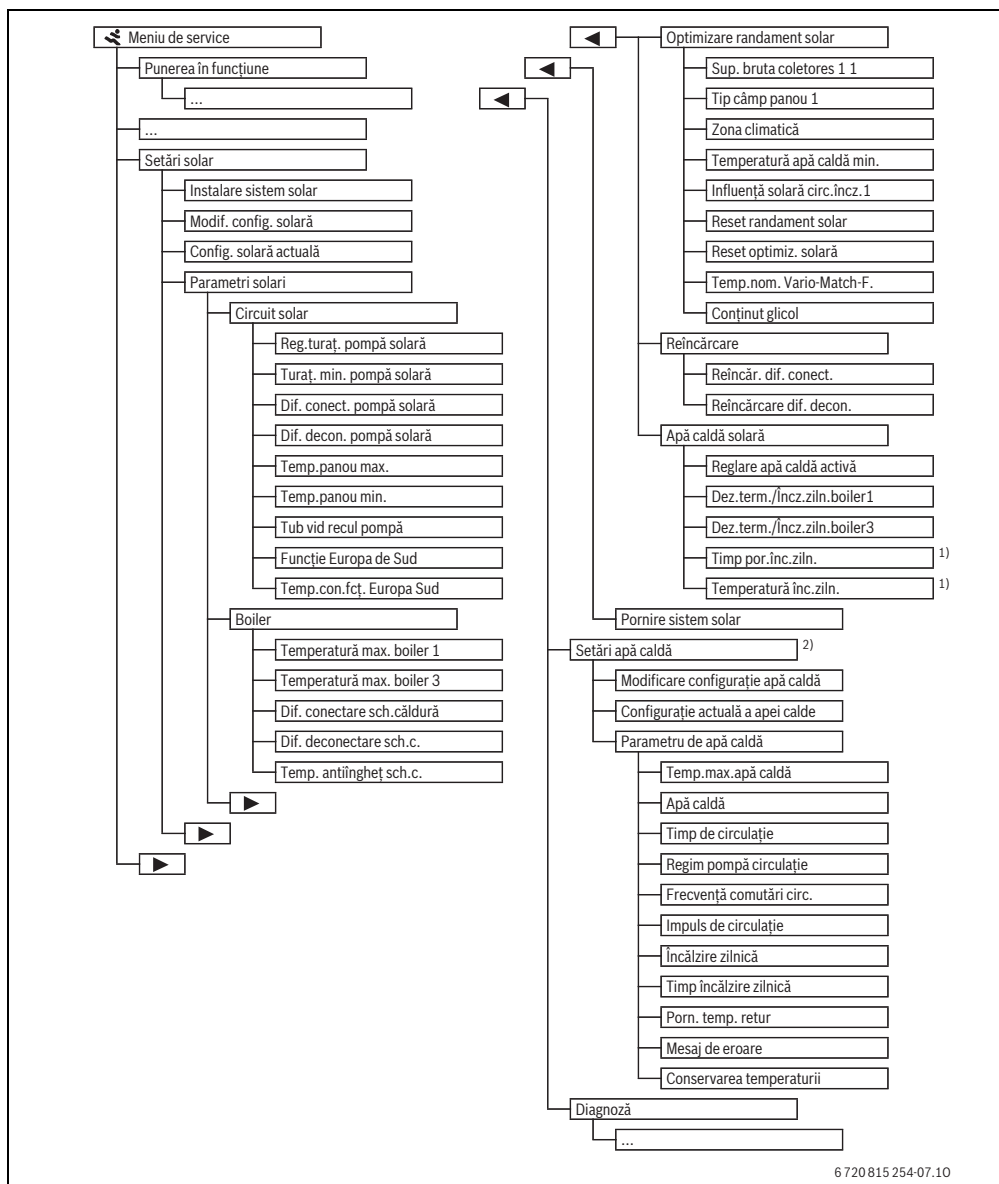 Meniu de service
Punerea în funcțiune
...
...
Setări solar
Instalare sistem solar
Modif. config. solară
Config. solară actuală
Parametri solari
Circuit solar
Reg.turaț. pompă solară
Turaț. min. pompă solară
Dif. conect. pompă solară
Dif. decon. pompă solară
Temp.panou max.
Temp.panou min.
Tub vid recul pompă
Funcție Europa de Sud
Temp.con.fcț. Europa Sud
Boiler
Temperatură max. boiler 1
Temperatură max. boiler 3
Dif. conectare sch.căldură
Dif. deconectare sch.c.
Temp. antiîngheț sch.c.
Optimizare randament solar
Sup. bruta coletores 1 1
Tip câmp panou 1
Zona climatică
Temperatură apă caldă min.
Influență solară circ.încz.1
Reset randament solar
Reset optimiz. solară
Temp.nom. Vario-Match-F.
Conținut glicol
Reîncărcare
Reîncăr. dif. conect.
Reîncărcare dif. decon.
Apă caldă solară
Reglare apă caldă activă
Dez.term./Încz.ziln.boiler1
Dez.term./Încz.ziln.boiler3
Timp por.înc.ziln. 1)
Temperatură înc.ziln. 1)
Pornire sistem solar
Setări apă caldă 2)
Modificare configurație apă caldă
Configurație actuală a apei calde
Parametru de apă caldă
Temp.max.apă caldă
Apă caldă
Timp de circulație
Regim pompă circulație
Frecvență comutări circ.
Impuls de circulație
Încălzire zilnică
Timp încălzire zilnică
Porn. temp. retur
Mesaj de eroare
Conservarea temperaturii
Diagnoză
...
6 720 815 254-07.1O